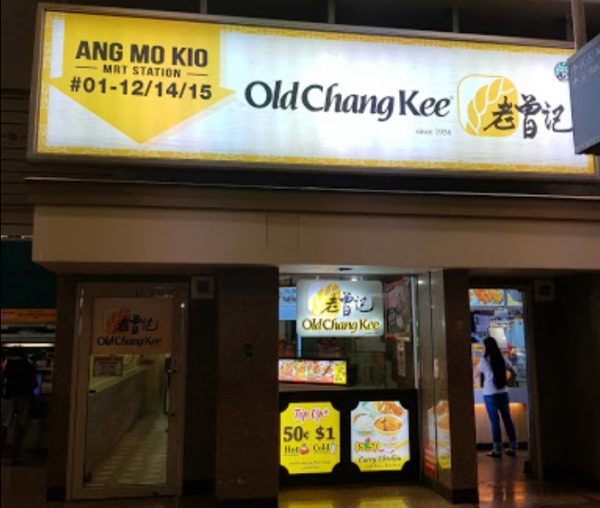 ANG MO KIO
MRT STATION
#01-12/14/15
Old Chang Kee
since 1956
老曾记
老曾记
Old Chang Kee
老曾记
Old Chang Kee
Top Up
50¢ $1
Hot Cold
Curry Chicken